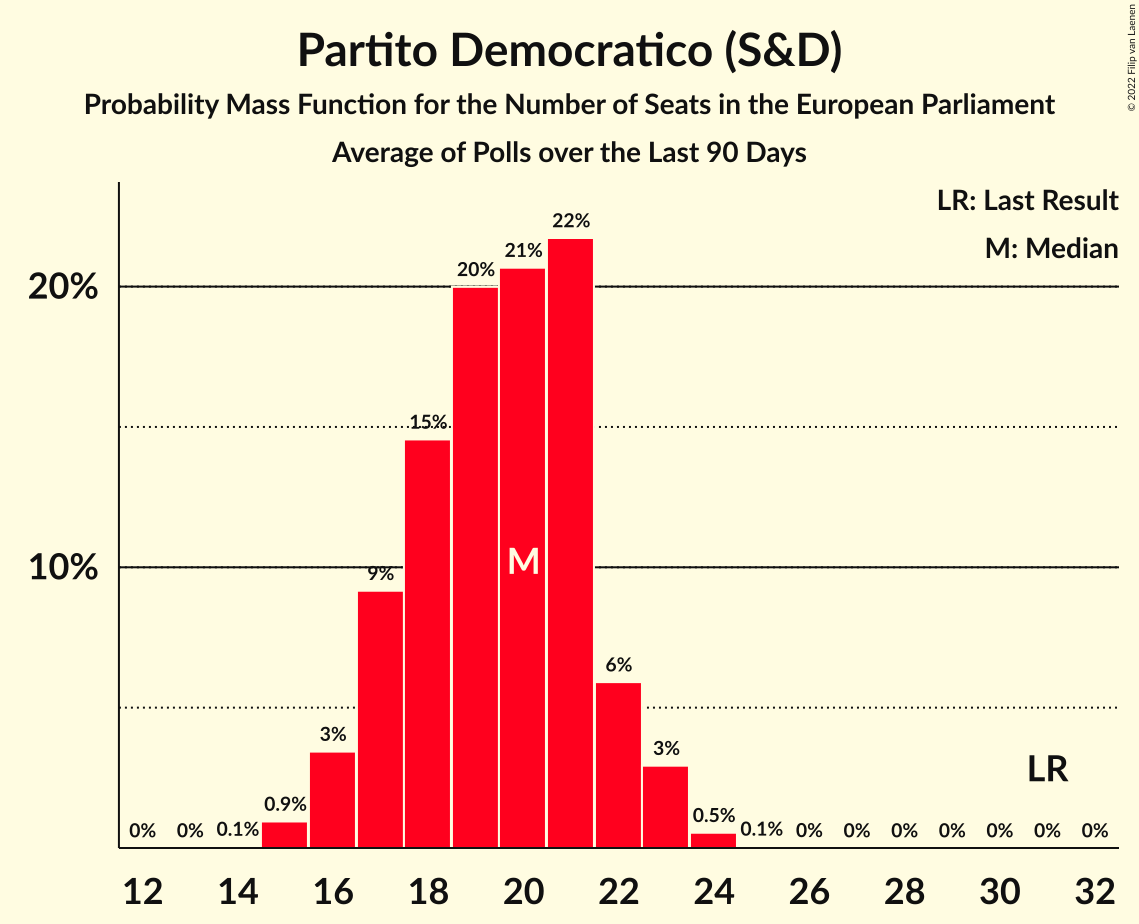 Partito Democratico (S&D)
Probability Mass Function for the Number of Seats in the European Parliament
Average of Polls over the Last 90 Days
© 2022 Filip van Laenen
LR: Last Result
M: Median
20%
10%
0%
0%
0.1%
0.9%
3%
9%
15%
20%
21%
22%
6%
3%
0.5%
0.1%
0%
0%
0%
0%
0%
0%
0%
M
LR
12 14 16 18 20 22 24 26 28 30 32